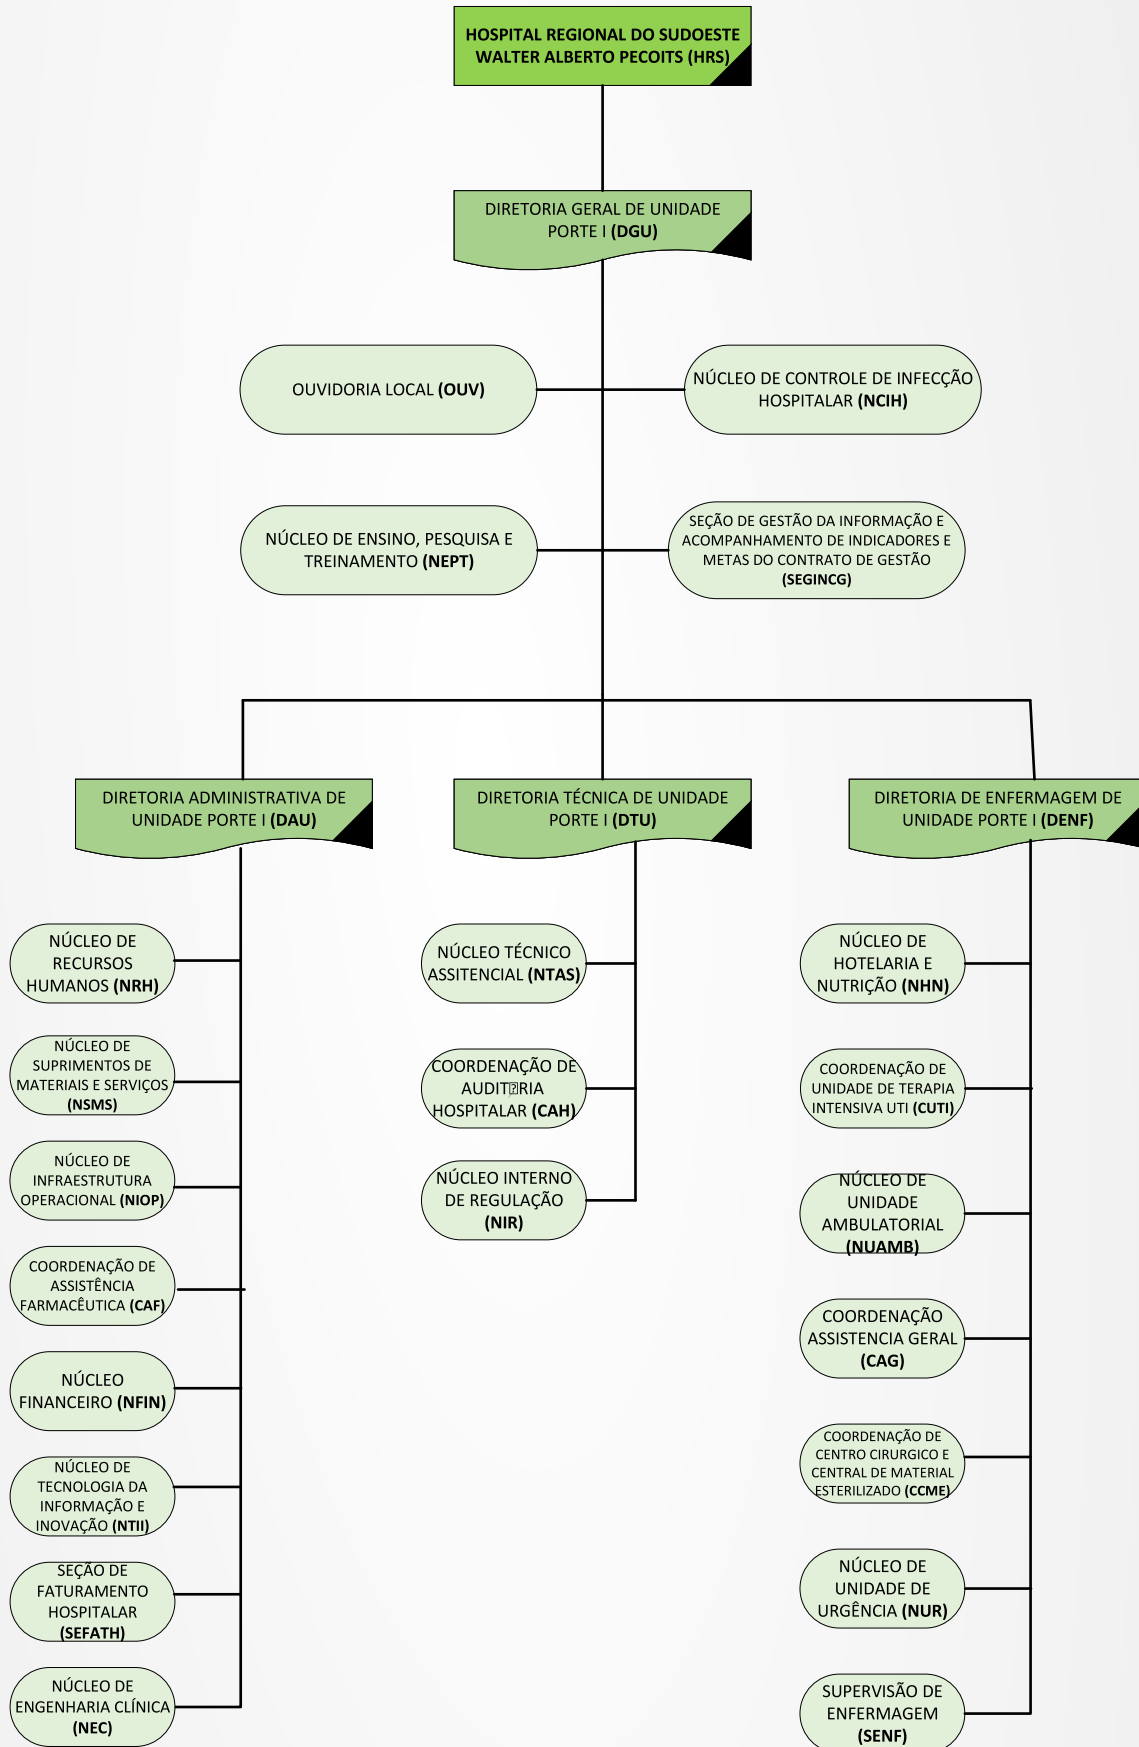 HOSPITAL REGIONAL DO SUDOESTE
WALTER ALBERTO PECOITS (HRS)
DIRETORIA GERAL DE UNIDADE
PORTE I (DGU)
OUVIDORIA LOCAL (OUV)
NÚCLEO DE CONTROLE DE INFECÇÃO
HOSPITALAR (NCIH)
NÚCLEO DE ENSINO, PESQUISA E
TREINAMENTO (NEPT)
SEÇÃO DE GESTÃO DA INFORMAÇÃO E
ACOMPANHAMENTO DE INDICADORES E
METAS DO CONTRATO DE GESTÃO
(SEGINCG)
DIRETORIA ADMINISTRATIVA DE
UNIDADE PORTE I (DAU)
DIRETORIA TÉCNICA DE UNIDADE
PORTE I (DTU)
DIRETORIA DE ENFERMAGEM DE
UNIDADE PORTE I (DENF)
NÚCLEO DE
RECURSOS
HUMANOS (NRH)
NÚCLEO DE
SUPRIMENTOS DE
MATERIAIS E SERVIÇOS
(NSMS)
NÚCLEO DE
INFRAESTRUTURA
OPERACIONAL (NIOP)
COORDENAÇÃO DE
ASSISTÊNCIA
FARMACÊUTICA (CAF)
NÚCLEO
FINANCEIRO (NFIN)
NÚCLEO DE
TECNOLOGIA DA
INFORMAÇÃO E
INOVAÇÃO (NTII)
SEÇÃO DE
FATURAMENTO
HOSPITALAR
(SEFATH)
NÚCLEO DE
ENGENHARIA CLÍNICA
(NEC)
NÚCLEO TÉCNICO
ASSITENCIAL (NTAS)
COORDENAÇÃO DE
AUDIT�RIA
HOSPITALAR (CAH)
NÚCLEO INTERNO
DE REGULAÇÃO
(NIR)
NÚCLEO DE
HOTELARIA E
NUTRIÇÃO (NHN)
COORDENAÇÃO DE
UNIDADE DE TERAPIA
INTENSIVA UTI (CUTI)
NÚCLEO DE
UNIDADE
AMBULATORIAL
(NUAMB)
COORDENAÇÃO
ASSISTENCIA GERAL
(CAG)
COORDENAÇÃO DE
CENTRO CIRURGICO E
CENTRAL DE MATERIAL
ESTERILIZADO (CCME)
NÚCLEO DE
UNIDADE DE
URGÊNCIA (NUR)
SUPERVISÃO DE
ENFERMAGEM
(SENF)